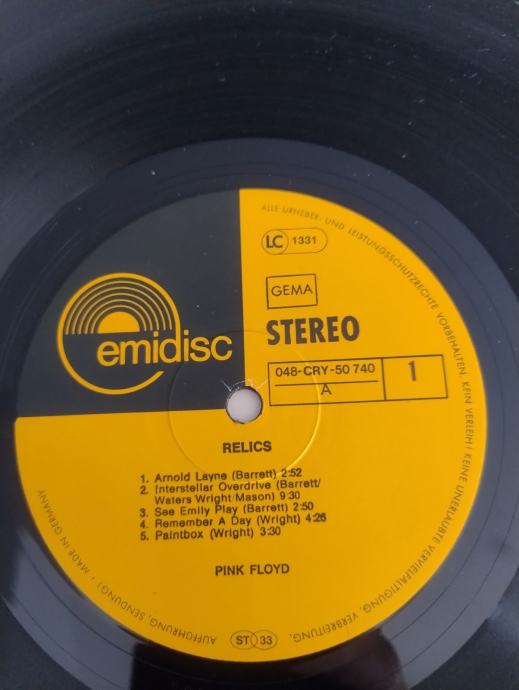 ALLE URHEBER- UND LEISTUNGSSCHUTZRECHTE VORBEHALTEN. KEIN VERLEIH! KEINE UNERLAUBTE VERVIELFÄLTIGUNG, VERBREITUNG, AUFFÜHRUNG, SENDUNG! • MADE IN GERMANY
LC 1331
GEMA
emidisc
STEREO
048-CRY-50 740
A
1
RELICS
1. Arnold Layne (Barrett) 2:52
2. Interstellar Overdrive (Barrett/
Waters Wright/Mason) 9:30
3. See Emily Play (Barrett) 2:50
4. Remember A Day (Wright) 4:26
5. Paintbox (Wright) 3:30
PINK FLOYD
ST 33